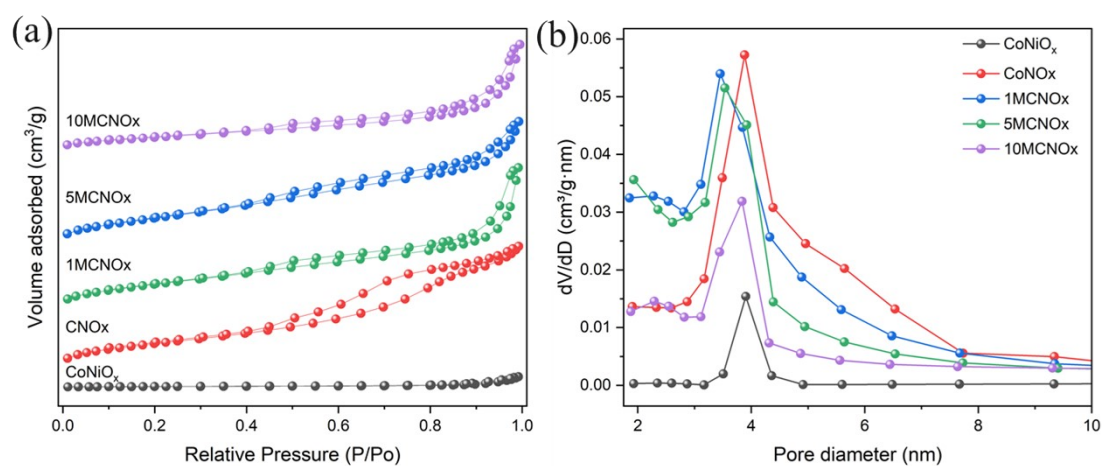 (a)
Volume adsorbed (cm³/g)
10MCNOx
5MCNOx
1MCNOx
CNOx
CoNiOₓ
0.0 0.2 0.4 0.6 0.8 1.0
Relative Pressure (P/Po)
(b)
dV/dD (cm³/g·nm)
0.06
0.05
0.04
0.03
0.02
0.01
0.00
CoNiOₓ
CoNOx
1MCNOx
5MCNOx
10MCNOx
2 4 6 8 10
Pore diameter (nm)